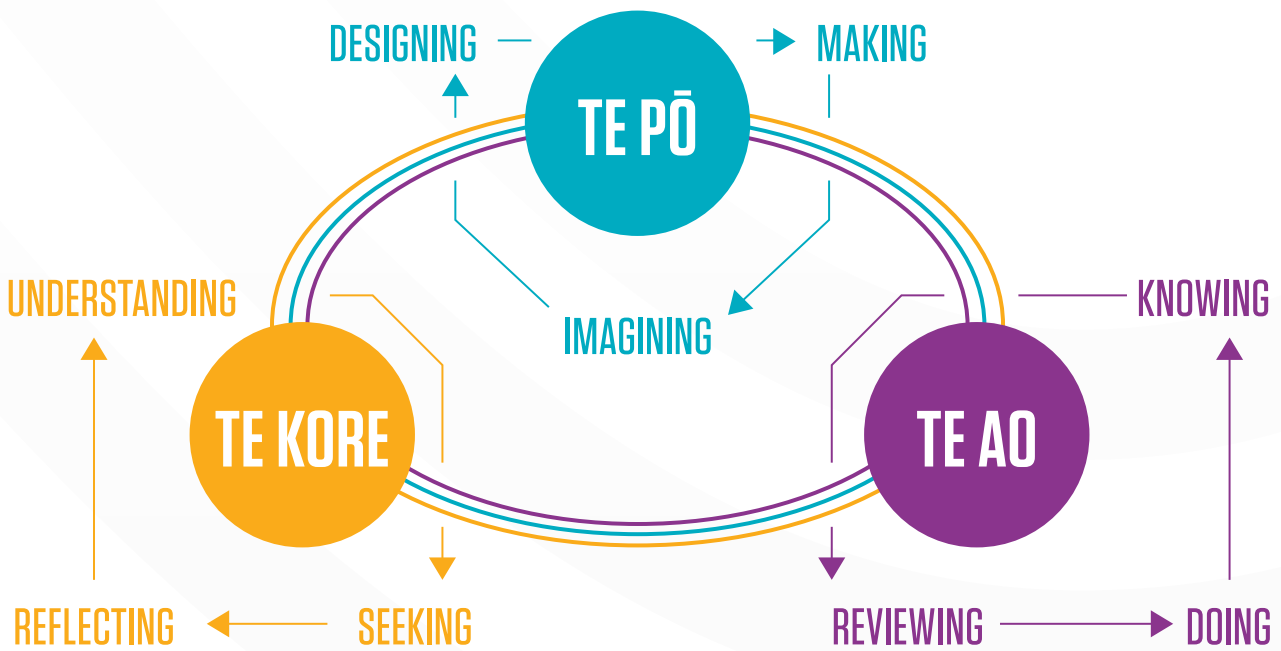 DESIGNING
MAKING
TE PŌ
UNDERSTANDING
IMAGINING
KNOWING
TE KORE
TE AO
REFLECTING
SEEKING
REVIEWING
DOING